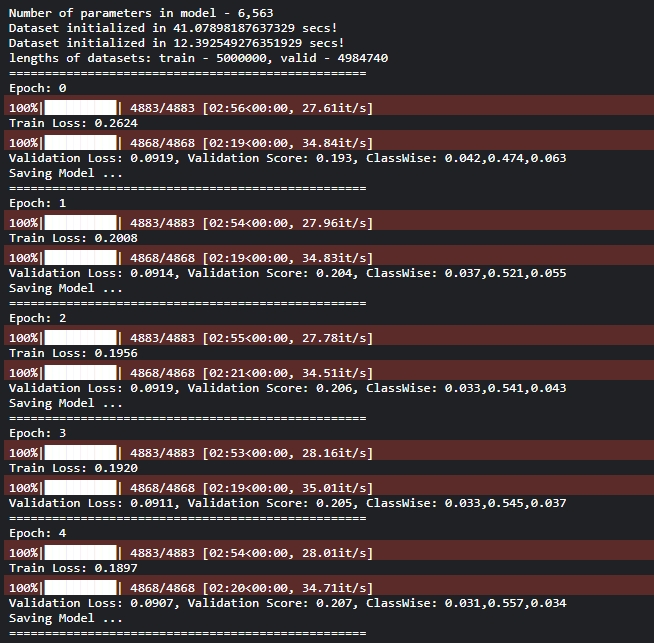 Number of parameters in model - 6,563
Dataset initialized in 41.07898187637329 secs!
Dataset initialized in 12.392549276351929 secs!
lengths of datasets: train - 5000000, valid - 4984740
==================================================
Epoch: 0
100%|██████████| 4883/4883 [02:56<00:00, 27.61it/s]
Train Loss: 0.2624
100%|██████████| 4868/4868 [02:19<00:00, 34.84it/s]
Validation Loss: 0.0919, Validation Score: 0.193, ClassWise: 0.042,0.474,0.063
Saving Model ...
==================================================
Epoch: 1
100%|██████████| 4883/4883 [02:54<00:00, 27.96it/s]
Train Loss: 0.2008
100%|██████████| 4868/4868 [02:19<00:00, 34.83it/s]
Validation Loss: 0.0914, Validation Score: 0.204, ClassWise: 0.037,0.521,0.055
Saving Model ...
==================================================
Epoch: 2
100%|██████████| 4883/4883 [02:55<00:00, 27.78it/s]
Train Loss: 0.1956
100%|██████████| 4868/4868 [02:21<00:00, 34.51it/s]
Validation Loss: 0.0919, Validation Score: 0.206, ClassWise: 0.033,0.541,0.043
Saving Model ...
==================================================
Epoch: 3
100%|██████████| 4883/4883 [02:53<00:00, 28.16it/s]
Train Loss: 0.1920
100%|██████████| 4868/4868 [02:19<00:00, 35.01it/s]
Validation Loss: 0.0911, Validation Score: 0.205, ClassWise: 0.033,0.545,0.037
==================================================
Epoch: 4
100%|██████████| 4883/4883 [02:54<00:00, 28.01it/s]
Train Loss: 0.1897
100%|██████████| 4868/4868 [02:20<00:00, 34.71it/s]
Validation Loss: 0.0907, Validation Score: 0.207, ClassWise: 0.031,0.557,0.034
Saving Model ...
==================================================